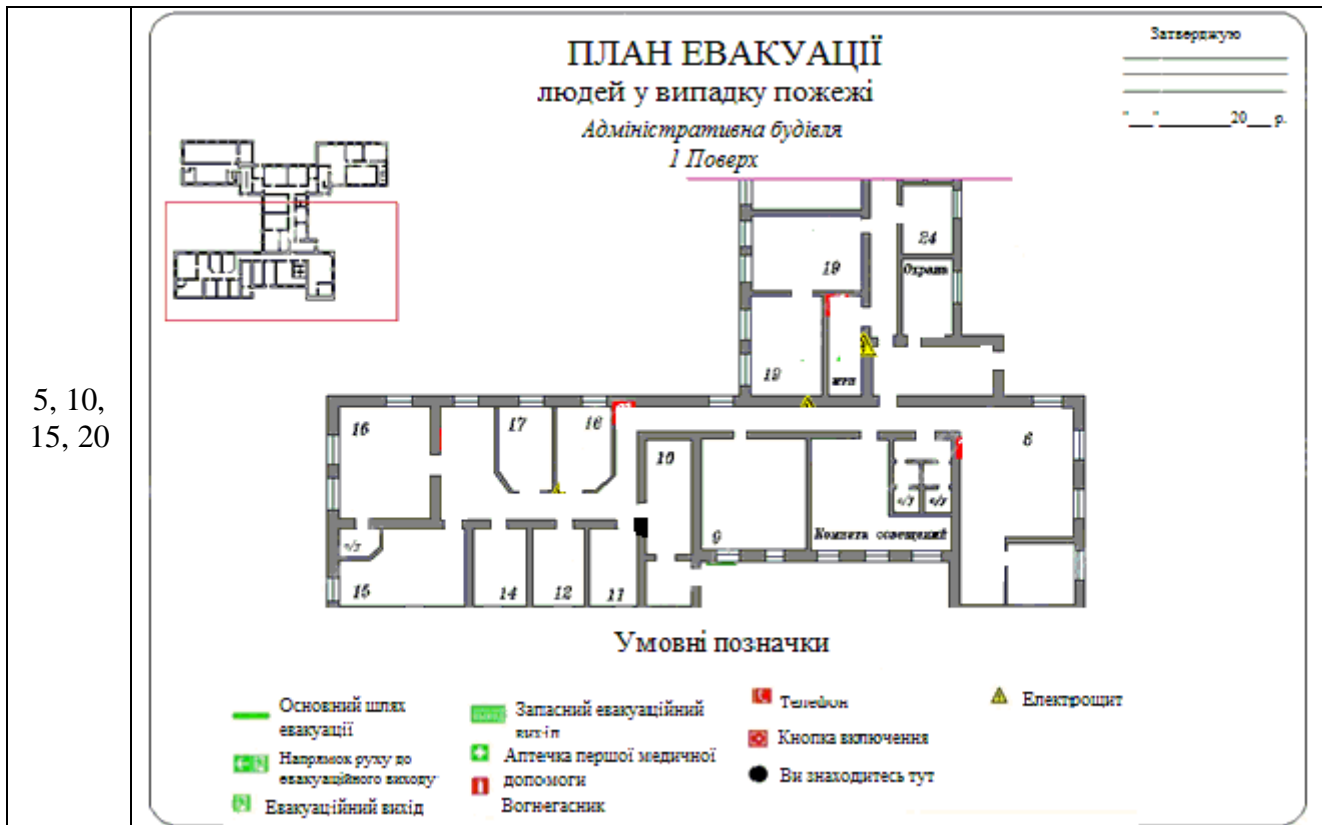 5, 10,
15, 20
Затверджую
"___"_________20___р.
ПЛАН ЕВАКУАЦІЇ
людей у випадку пожежі
Адміністративна будівля
1 Поверх
24
19
Охрана
19
16
17
16
10
6
9
с/у
с/у
Комната освещений
с/у
15
14
12
11
Умовні позначки
Основний шлях
евакуації
Напрямок руху до
евакуаційного виходу
Евакуаційний вихід
Запасний евакуаційний
вихід
Аптечка першої медичної
допомоги
Вогнегасник
Телефон
Кнопка включення
Ви знаходитесь тут
Електрощит